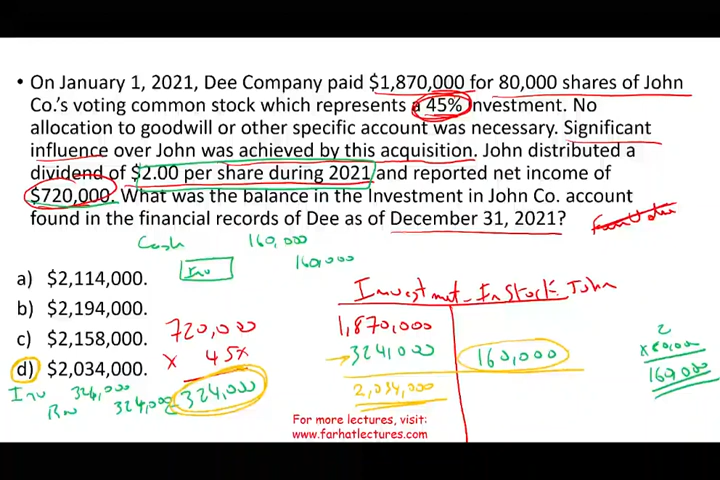 • On January 1, 2021, Dee Company paid $1,870,000 for 80,000 shares of John
Co.'s voting common stock which represents a 45% investment. No
allocation to goodwill or other specific account was necessary. Significant
influence over John was achieved by this acquisition. John distributed a
dividend of $2.00 per share during 2021 and reported net income of
$720,000. What was the balance in the Investment in John Co. account
found in the financial records of Dee as of December 31, 2021?
Cash 160,000
Inv 160,000
a) $2,114,000.
b) $2,194,000.
c) $2,158,000.
d) $2,034,000.
720,000
x 45%
324,000
Inv 324,000
324,000
Investment In Stock John
1,870,000
324,000 160,000
2,034,000
2
x 80,000
160,000
For more lectures, visit:
www.farhatlectures.com